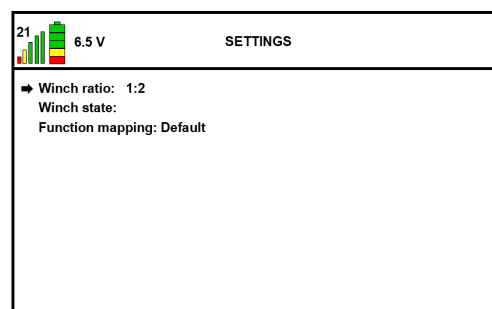 21
6.5 V
SETTINGS
Winch ratio: 1:2
Winch state:
Function mapping: Default